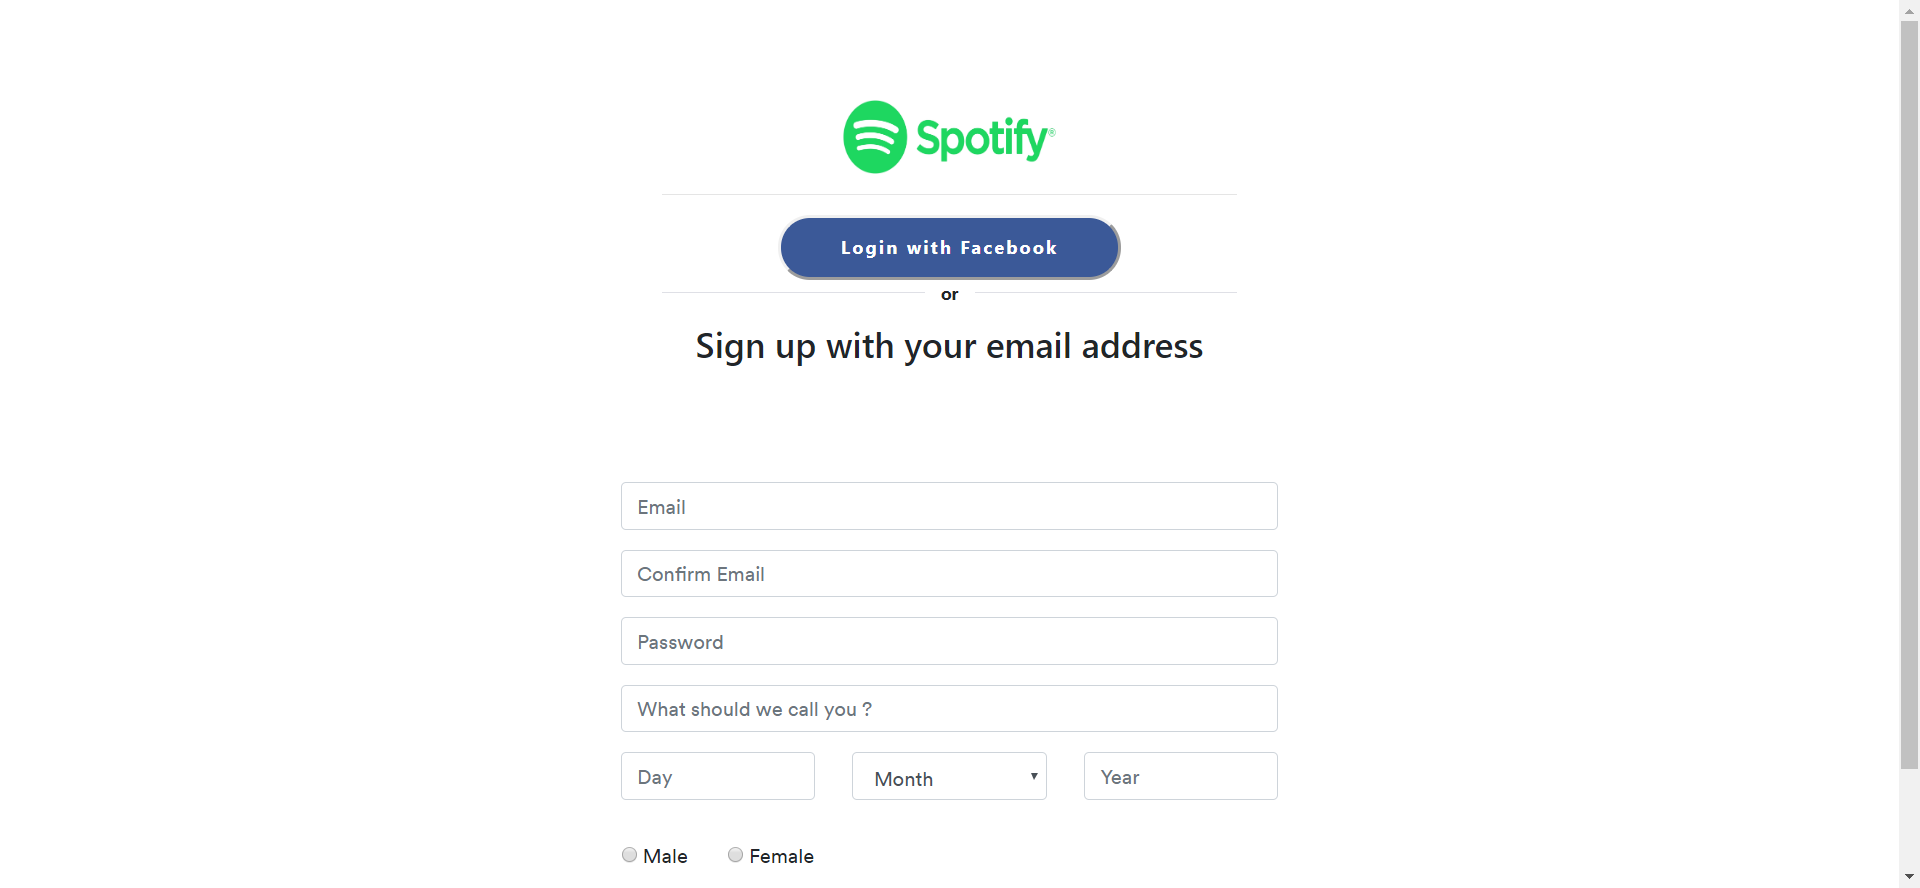 Spotify®
Login with Facebook
or
Sign up with your email address
Email
Confirm Email
Password
What should we call you ?
Day Month Year
Male Female